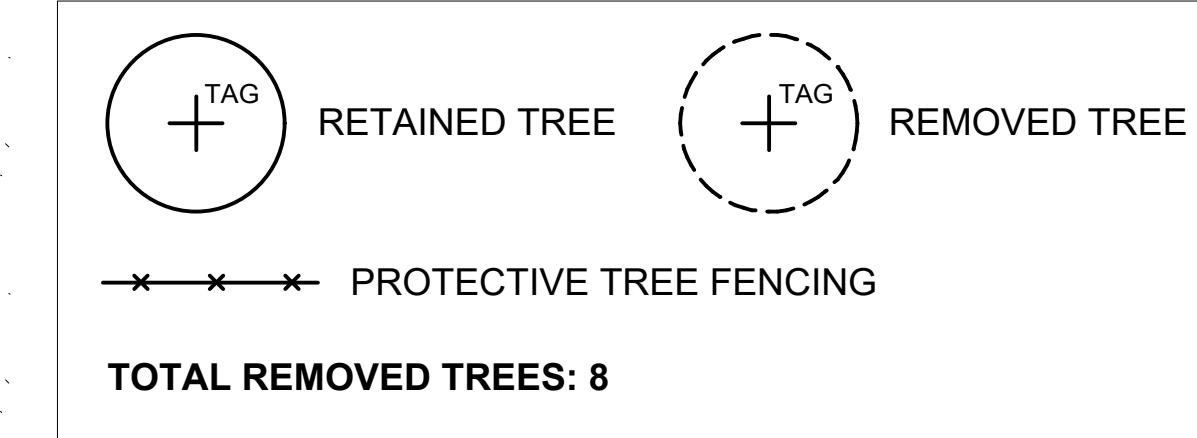 TAG
RETAINED TREE
TAG
REMOVED TREE
PROTECTIVE TREE FENCING
TOTAL REMOVED TREES: 8